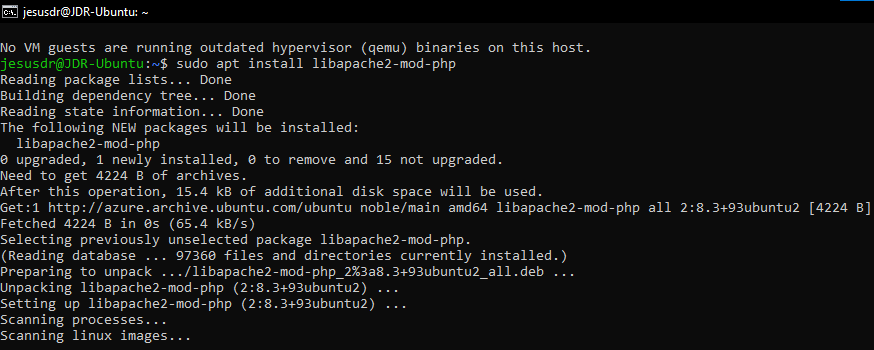 jesusdr@JDR-Ubuntu: ~
No VM guests are running outdated hypervisor (qemu) binaries on this host.
jesusdr@JDR-Ubuntu:~$ sudo apt install libapache2-mod-php
Reading package lists... Done
Building dependency tree... Done
Reading state information... Done
The following NEW packages will be installed:
  libapache2-mod-php
0 upgraded, 1 newly installed, 0 to remove and 15 not upgraded.
Need to get 4224 B of archives.
After this operation, 15.4 kB of additional disk space will be used.
Get:1 http://azure.archive.ubuntu.com/ubuntu noble/main amd64 libapache2-mod-php all 2:8.3+93ubuntu2 [4224 B]
Fetched 4224 B in 0s (65.4 kB/s)
Selecting previously unselected package libapache2-mod-php.
(Reading database ... 97360 files and directories currently installed.)
Preparing to unpack .../libapache2-mod-php_2%3a8.3+93ubuntu2_all.deb ...
Unpacking libapache2-mod-php (2:8.3+93ubuntu2) ...
Setting up libapache2-mod-php (2:8.3+93ubuntu2) ...
Scanning processes...
Scanning linux images...